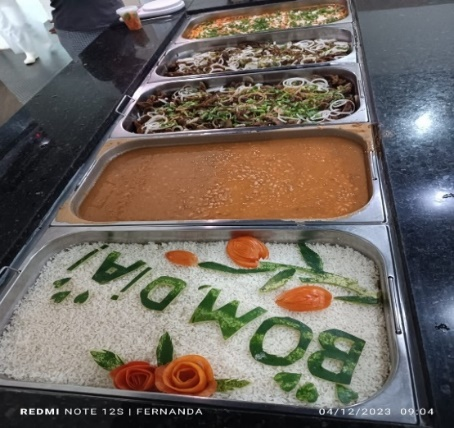 BOM DIA!
REDMI NOTE 12S | FERNANDA
04/12/2023 09:04